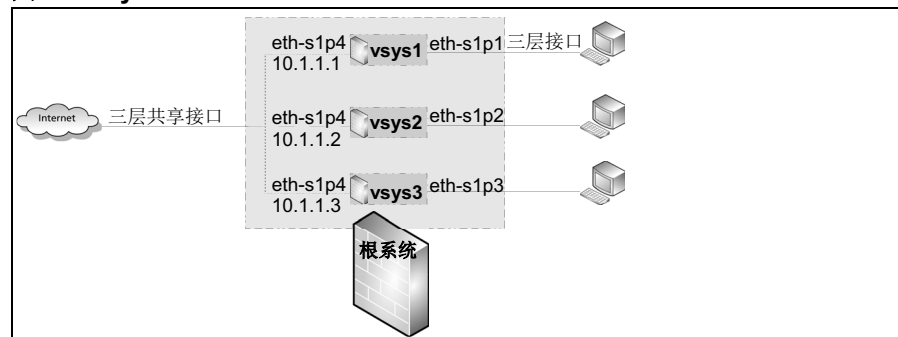 eth-s1p4 vsys1 eth-s1p1 三层接口
10.1.1.1
Internet 三层共享接口
eth-s1p4 vsys2 eth-s1p2
10.1.1.2
eth-s1p4 vsys3 eth-s1p3
10.1.1.3
根系统